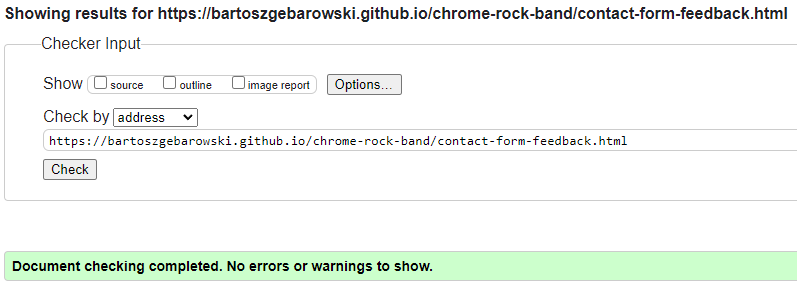 Showing results for https://bartoszgebarowski.github.io/chrome-rock-band/contact-form-feedback.html
Checker Input
Show source outline image report Options...
Check by address
https://bartoszgebarowski.github.io/chrome-rock-band/contact-form-feedback.html
Check
Document checking completed. No errors or warnings to show.